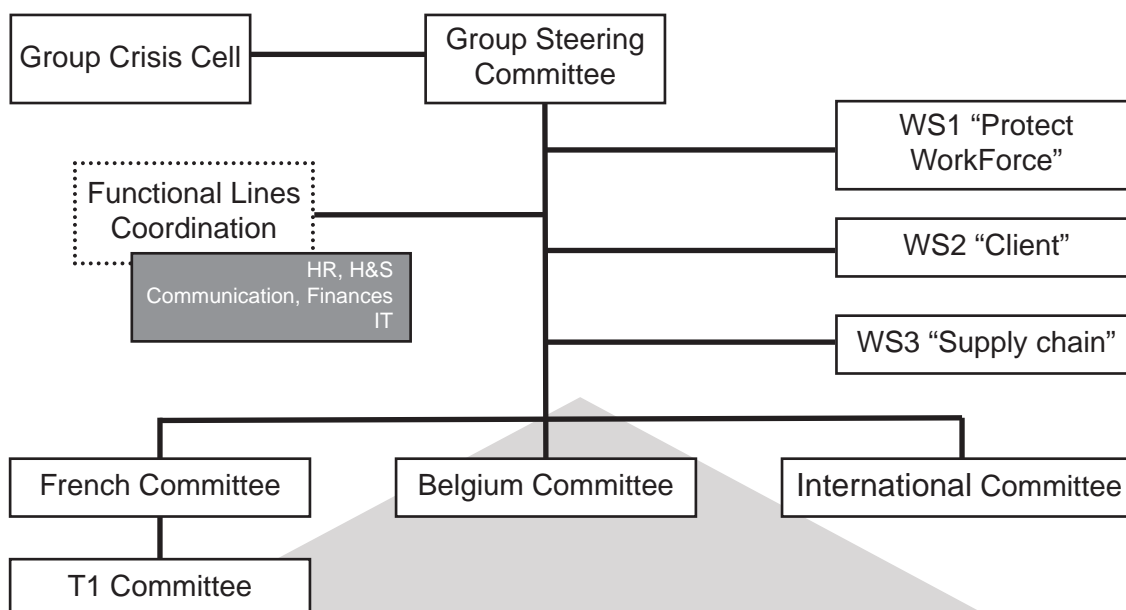 Group Crisis Cell
Group Steering
Committee
WS1 “Protect
WorkForce”
Functional Lines
Coordination
WS2 “Client”
HR, H&S
Communication, Finances
IT
WS3 “Supply chain”
French Committee
Belgium Committee
International Committee
T1 Committee